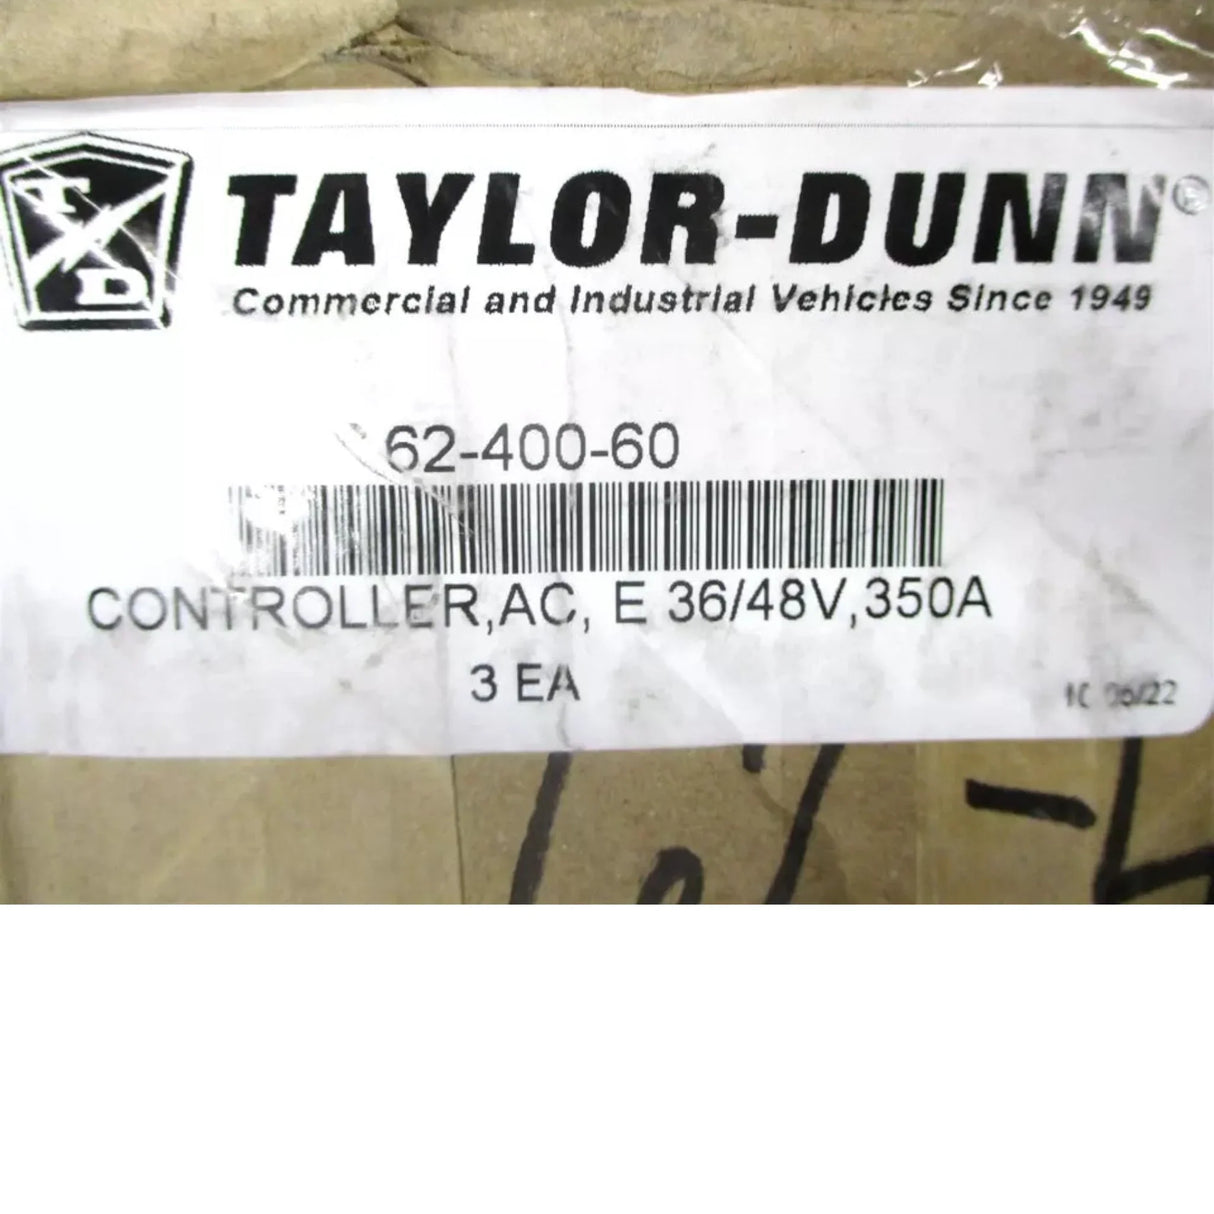 T D
TAYLOR-DUNN®
Commercial and Industrial Vehicles Since 1949
62-400-60
CONTROLLER,AC, E 36/48V,350A
3 EA